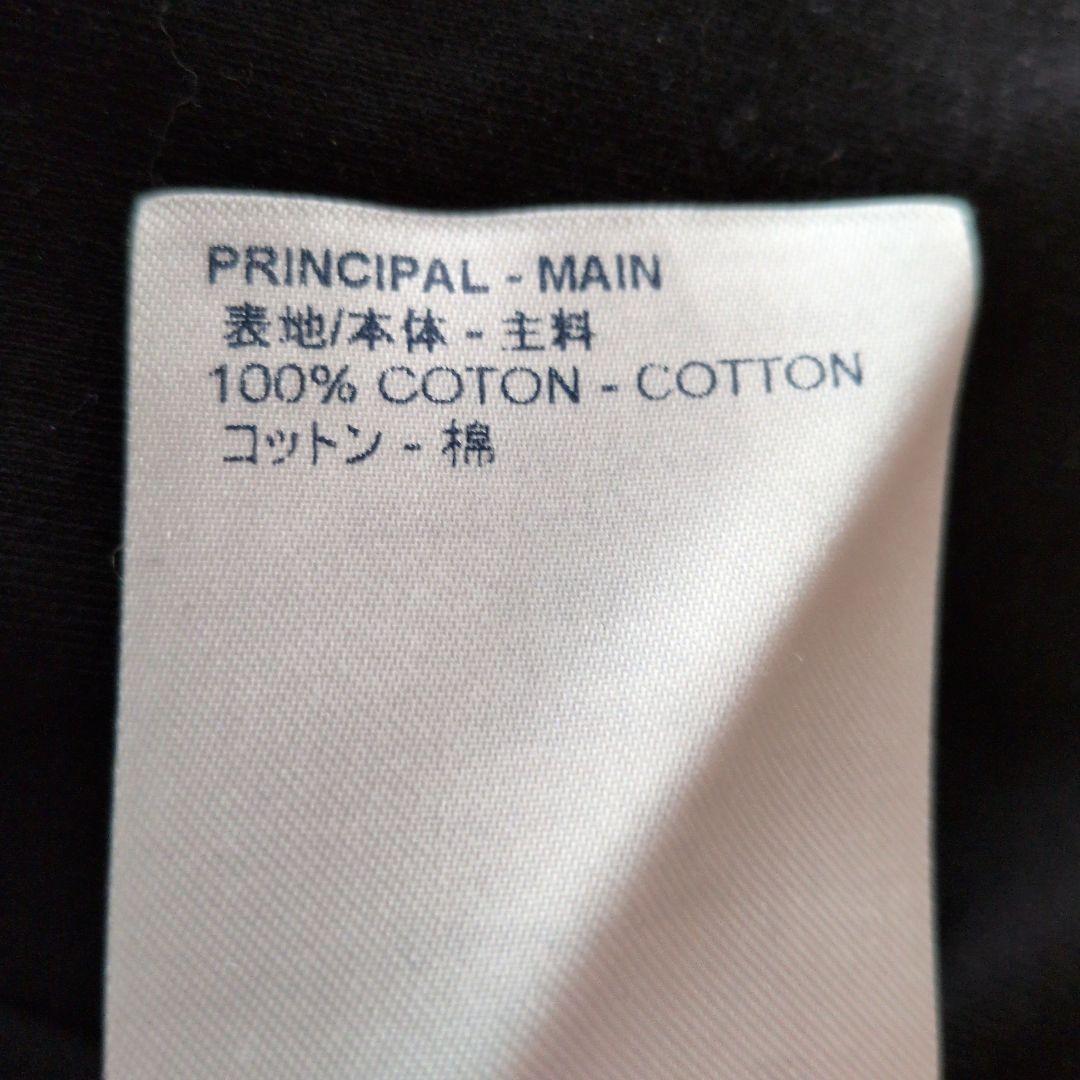 PRINCIPAL - MAIN
表地/本体 - 主料
100% COTON - COTTON
コットン - 棉